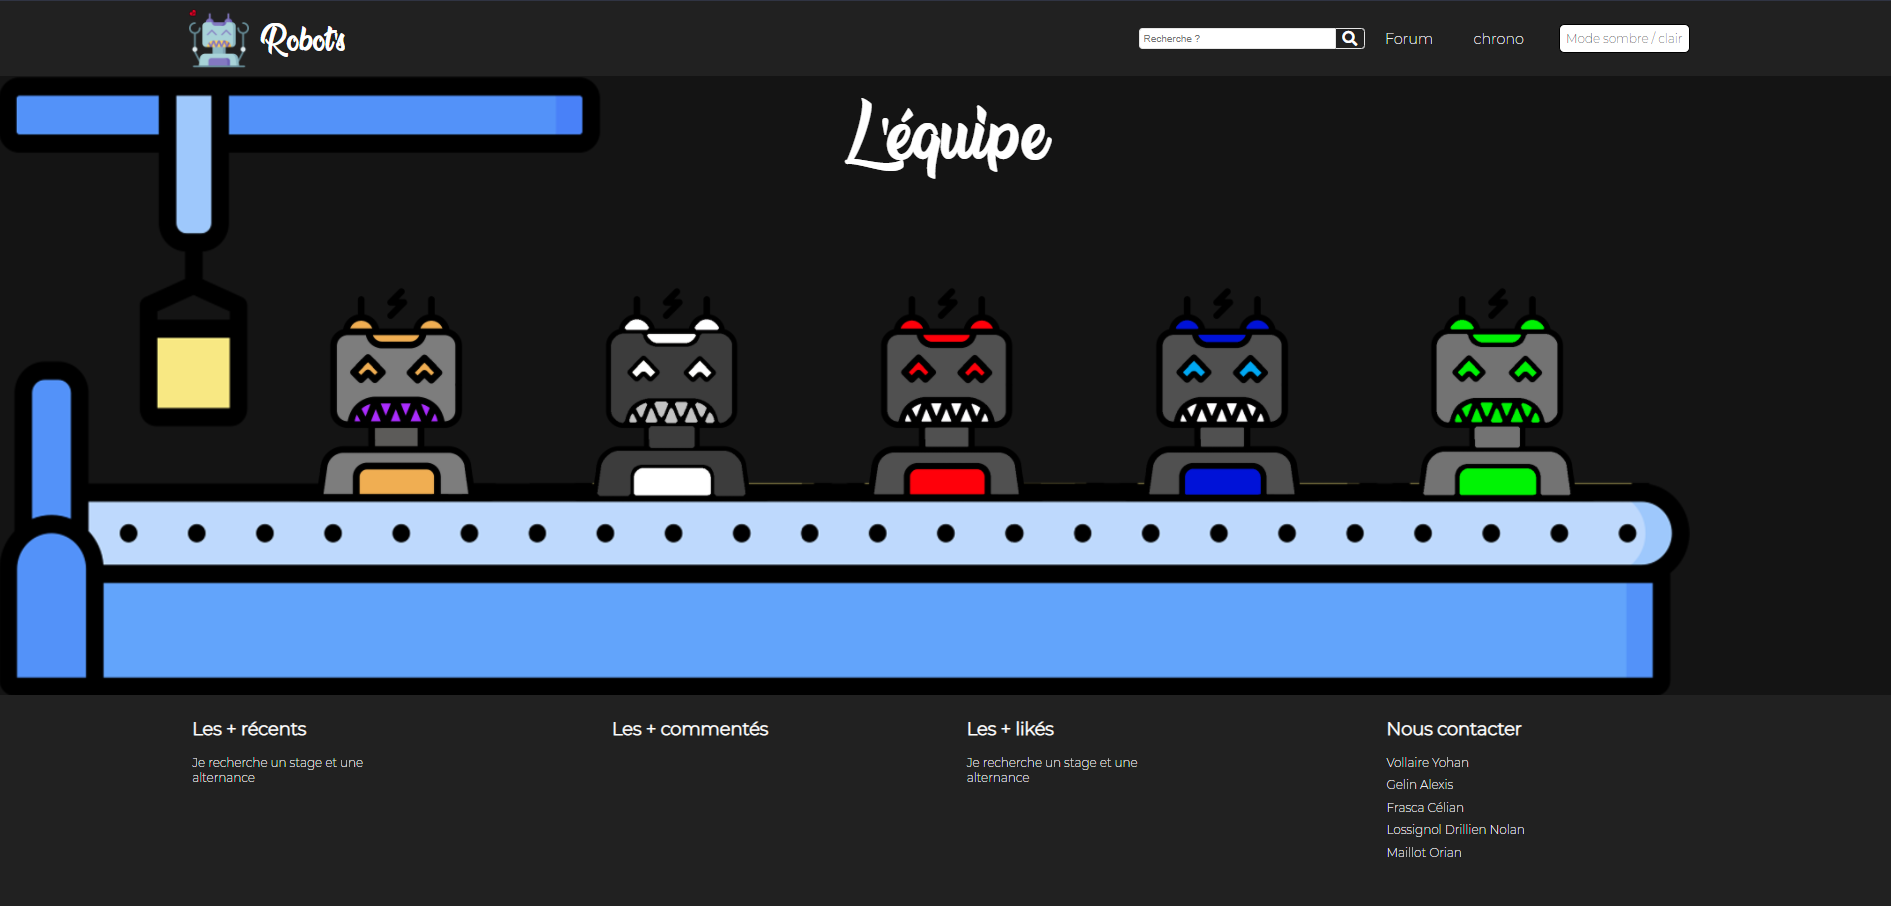 Robot's
Recherche ?
Forum
chrono
Mode sombre / clair
L'équipe
Les + récents
Je recherche un stage et une
alternance
Les + commentés
Les + likés
Je recherche un stage et une
alternance
Nous contacter
Vollaire Yohan
Gelin Alexis
Frasca Célian
Lossignol Drillien Nolan
Maillot Orian